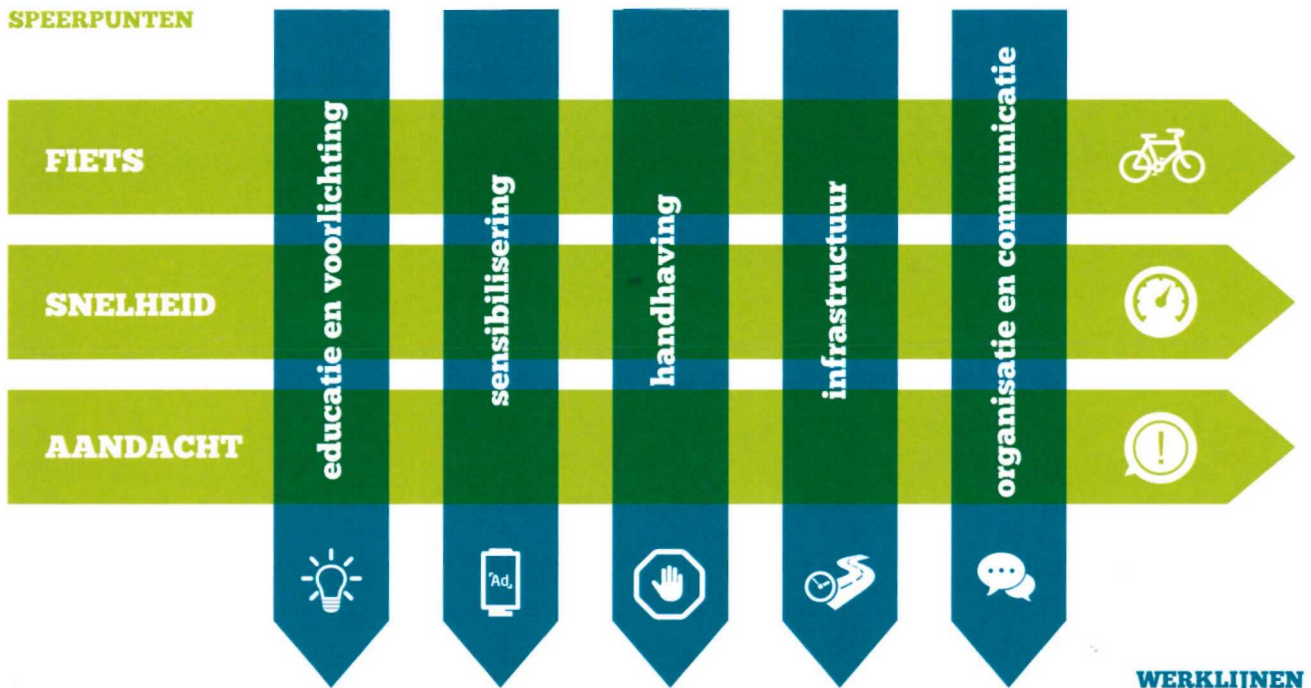 SPEERPUNTEN
FIETS
SNELHEID
AANDACHT
educatie en voorlichting
sensibilisering
handhaving
infrastructuur
organisatie en communicatie
Ad
WERKLIJNEN